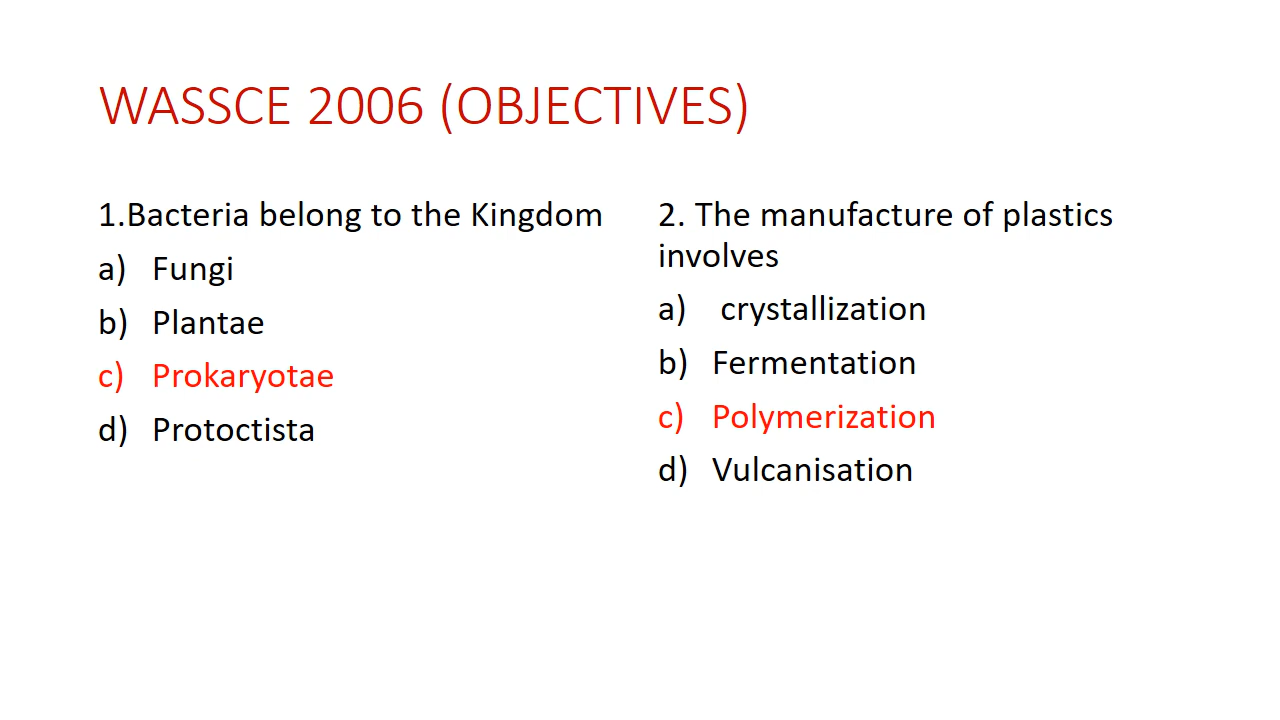 WASSCE 2006 (OBJECTIVES)
1.Bacteria belong to the Kingdom
a) Fungi
b) Plantae
c) Prokaryotae
d) Protoctista
2. The manufacture of plastics
involves
a) crystallization
b) Fermentation
c) Polymerization
d) Vulcanisation